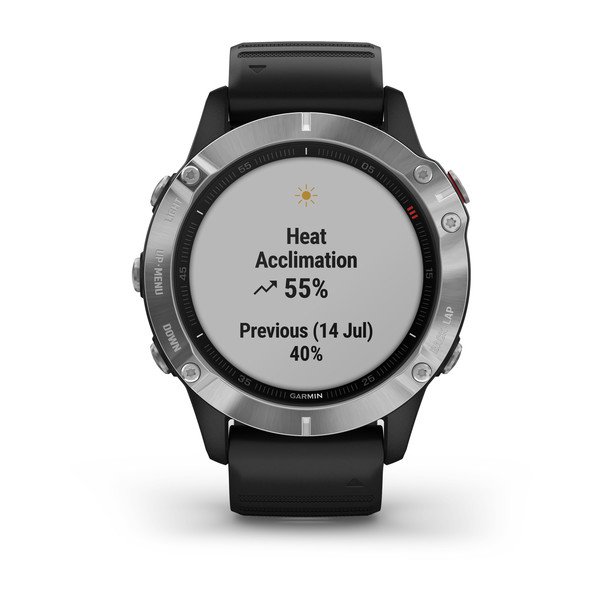 55
05
LIGHT
Heat
Acclimation
55%
45
15
UP·MENU
Previous (14 Jul)
40%
DOWN
BACK·LAP
35
25
GARMIN